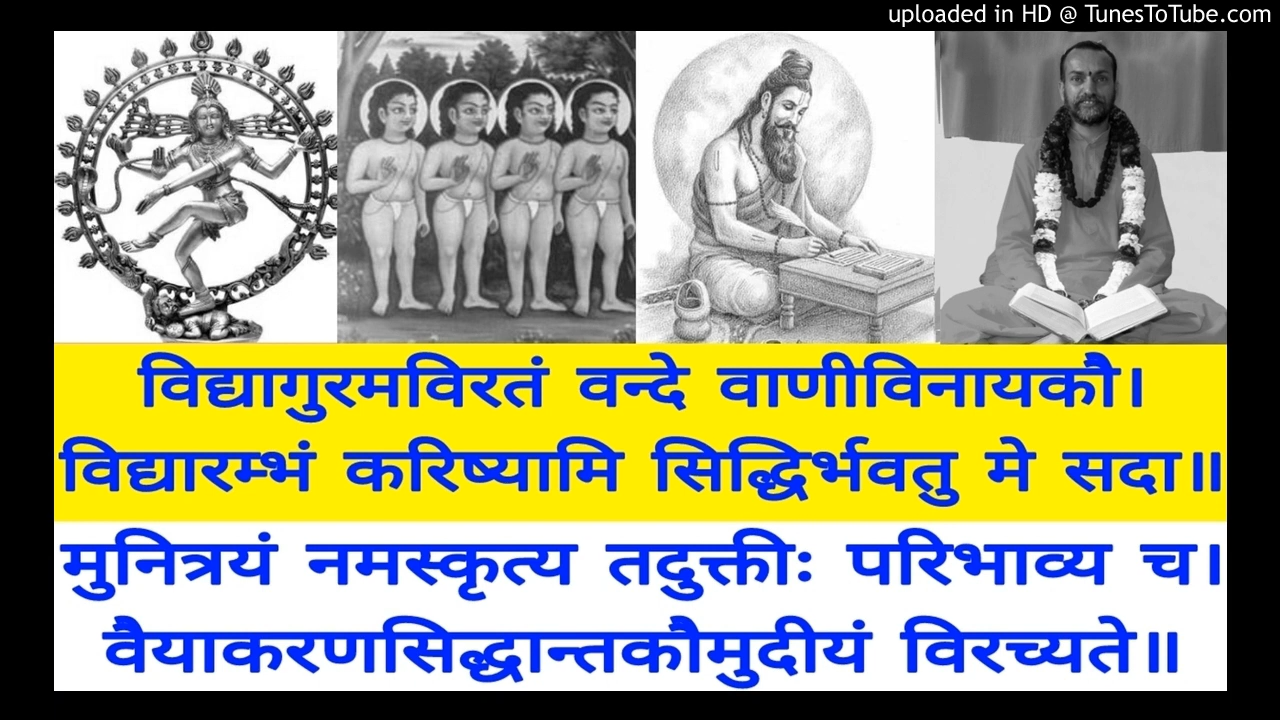 uploaded in HD @ TunesToTube.com
विद्यागुरमविरतं वन्दे वाणीविनायकौ।
विद्यारम्भं करिष्यामि सिद्धिर्भवतु मे सदा॥
मुनित्रयं नमस्कृत्य तदुक्तीः परिभाव्य च।
वैयाकरणसिद्धान्तकौमुदीयं विरच्यते॥